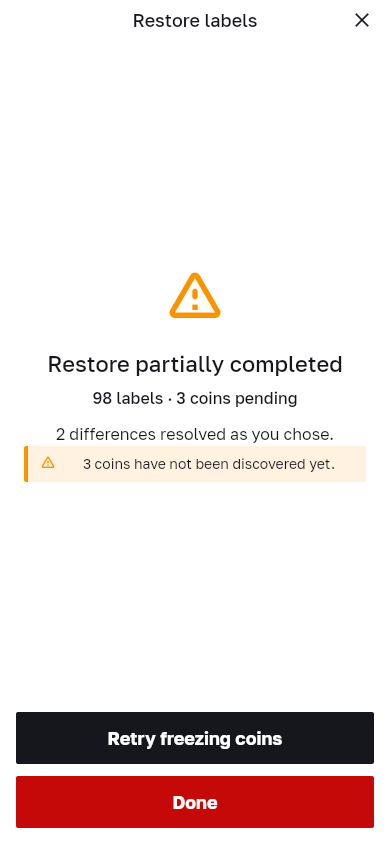 Restore labels
Restore partially completed
98 labels · 3 coins pending
2 differences resolved as you chose.
3 coins have not been discovered yet.
Retry freezing coins
Done